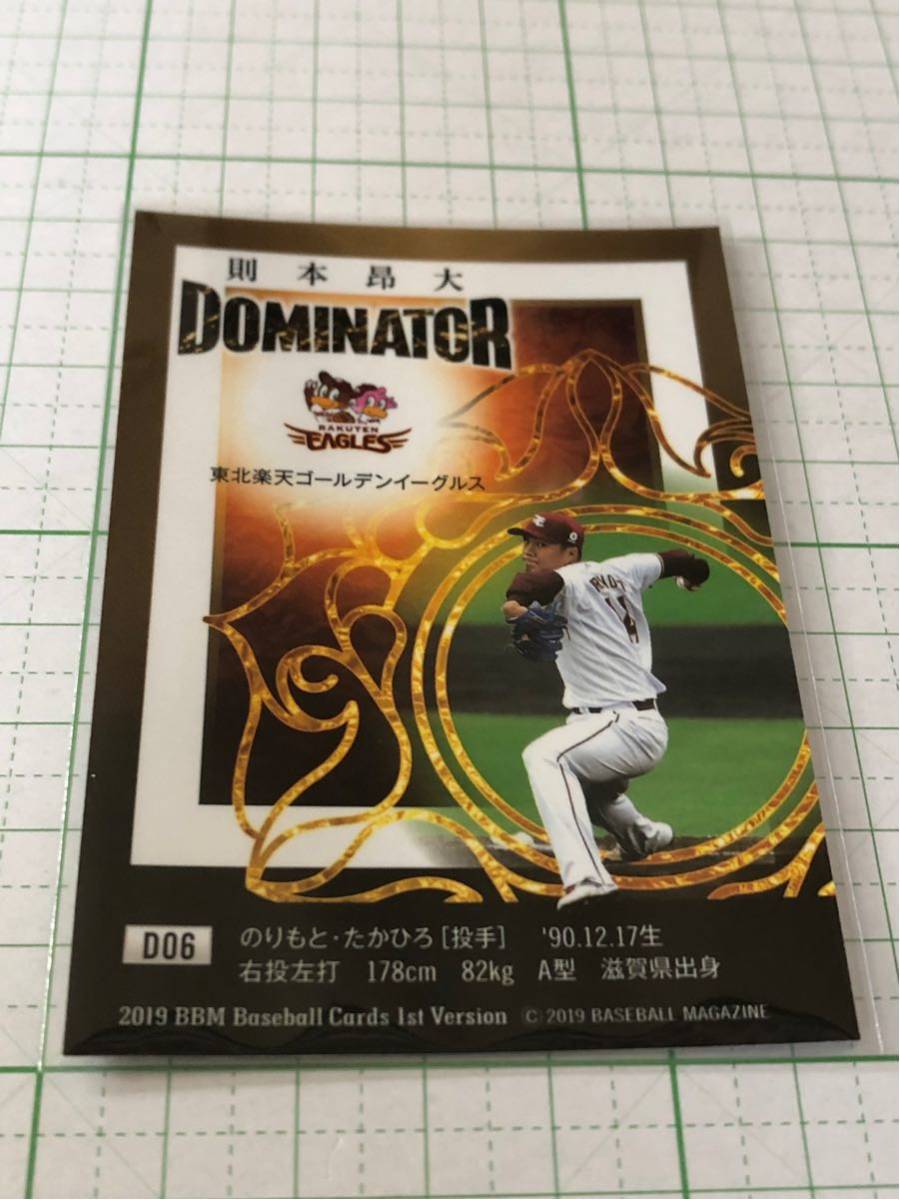 則本昂大
DOMINATOR
RAKUTEN
EAGLES
東北楽天ゴールデンイーグルス
14
D06
のりもと・たかひろ[投手] '90.12.17生
右投左打 178cm 82kg A型 滋賀県出身
2019 BBM Baseball Cards 1st Version © 2019 BASEBALL MAGAZINE